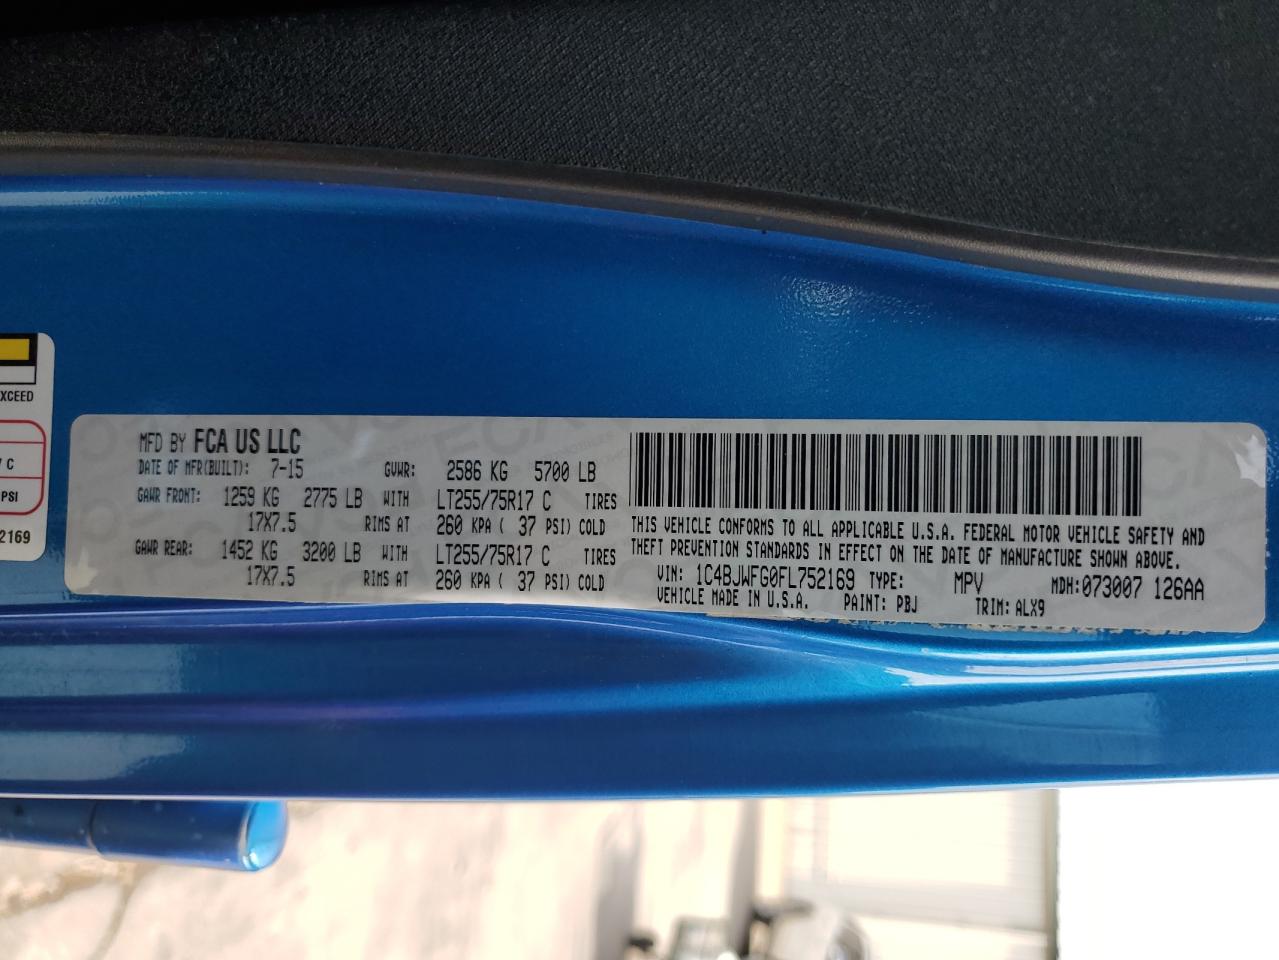 XCEED
C
PSI
2169
MFD BY FCA US LLC
DATE OF MFR(BUILT): 7-15 GVWR: 2586 KG 5700 LB
GAWR FRONT: 1259 KG 2775 LB WITH LT255/75R17 C TIRES
17X7.5 RIMS AT 260 KPA ( 37 PSI) COLD
GAWR REAR: 1452 KG 3200 LB WITH LT255/75R17 C TIRES
17X7.5 RIMS AT 260 KPA ( 37 PSI) COLD
THIS VEHICLE CONFORMS TO ALL APPLICABLE U.S.A. FEDERAL MOTOR VEHICLE SAFETY AND
THEFT PREVENTION STANDARDS IN EFFECT ON THE DATE OF MANUFACTURE SHOWN ABOVE.
VIN: 1C4BJWFG0FL752169 TYPE: MPV MDH:073007 126AA
VEHICLE MADE IN U.S.A. PAINT: PBJ TRIM: ALX9